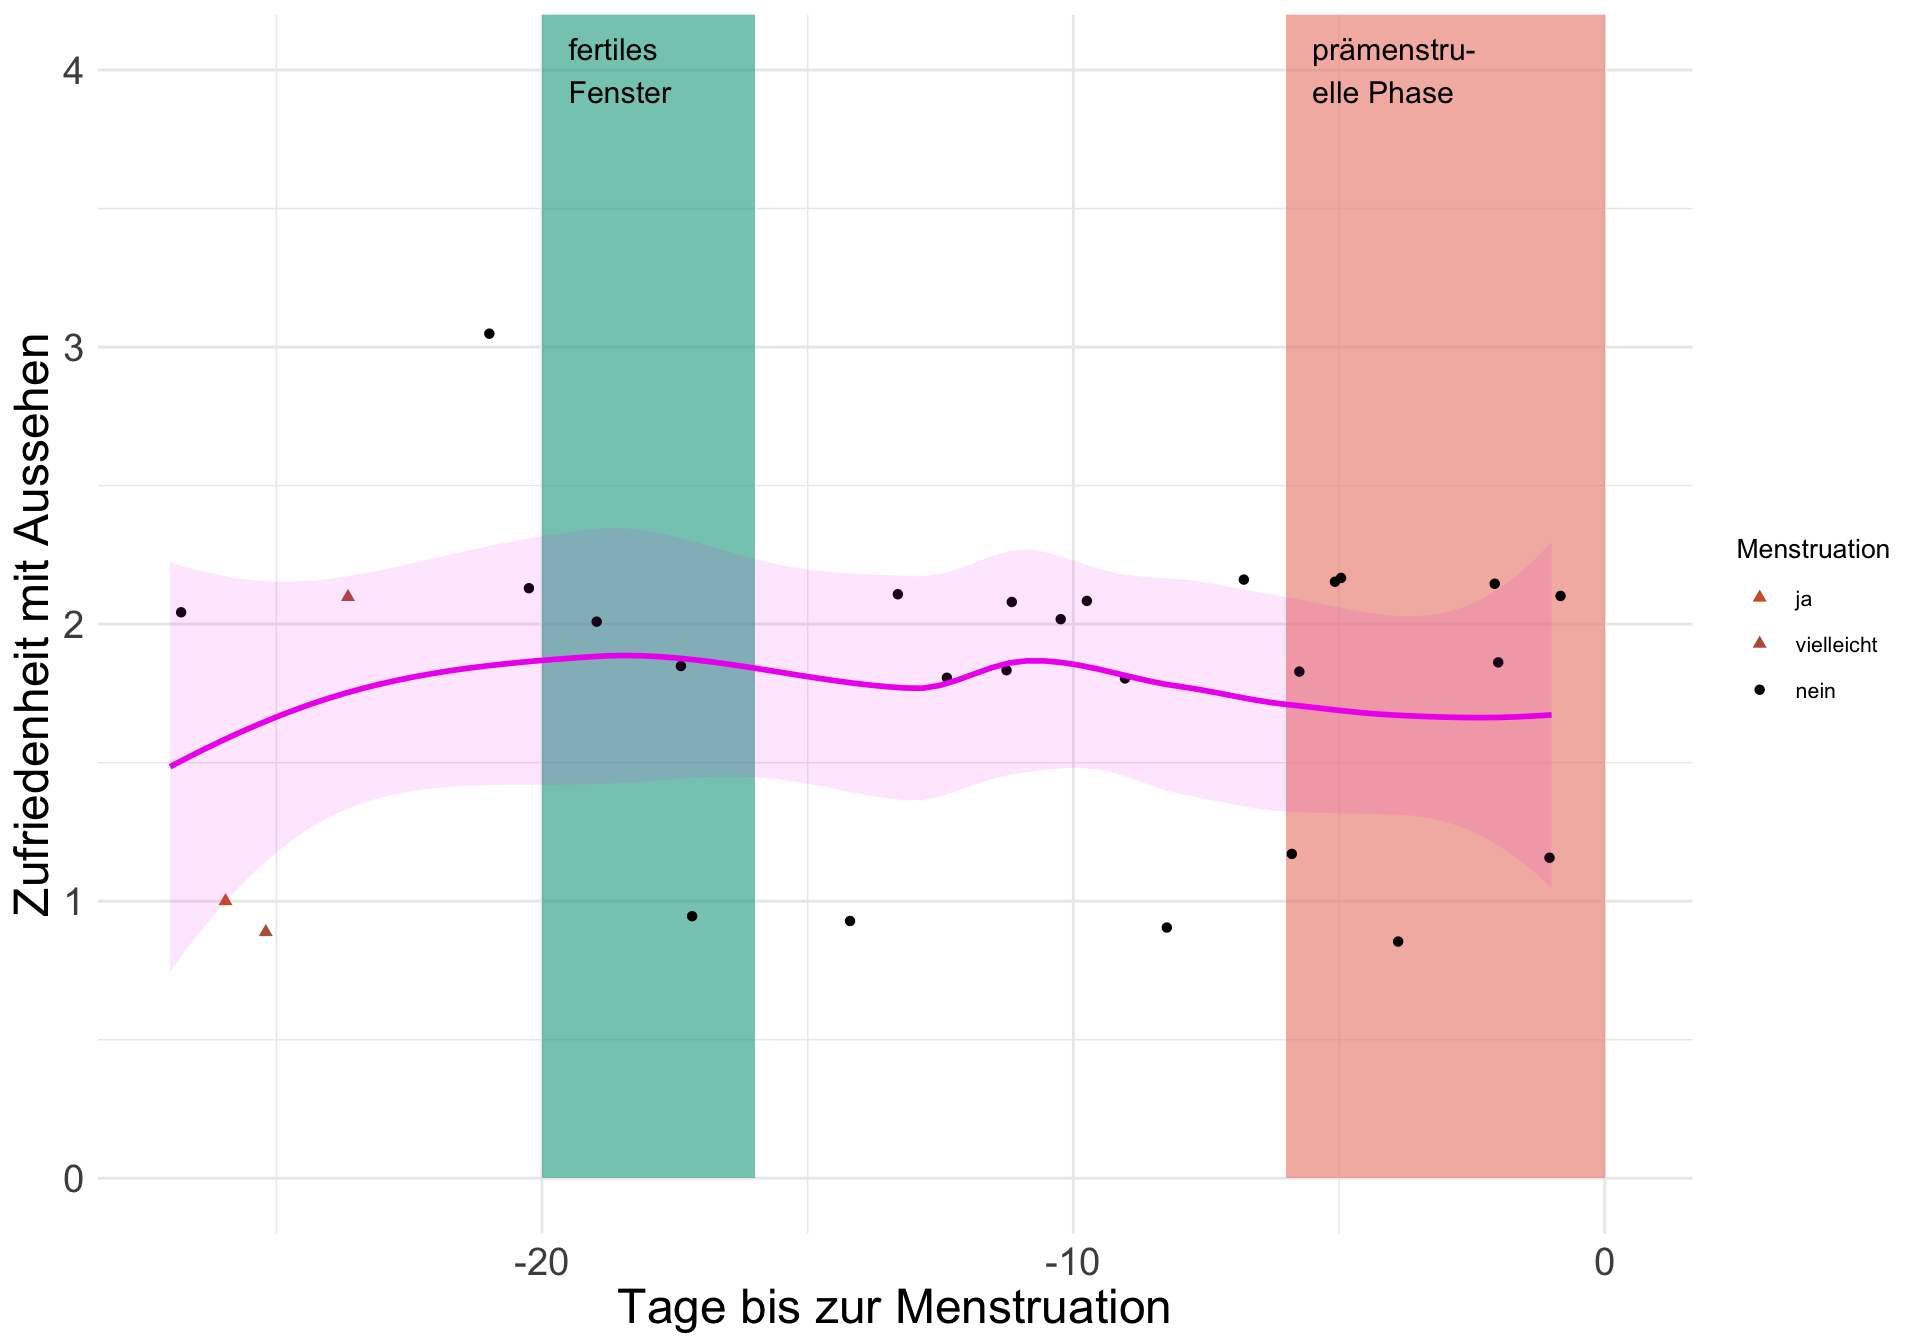 fertiles
Fenster
prämenstru-
elle Phase
4
3
2
1
0
Zufriedenheit mit Aussehen
-20
-10
0
Tage bis zur Menstruation
Menstruation
ja
vielleicht
nein